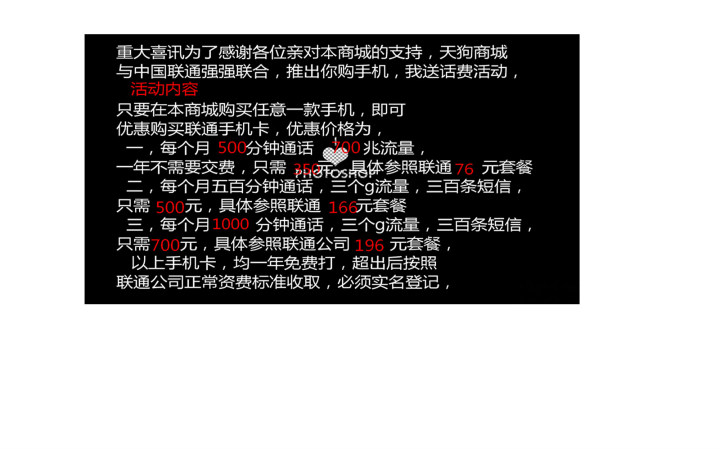 重大喜讯为了感谢各位亲对本商城的支持，天狗商城
与中国联通强强联合，推出你购手机，我送话费活动，
活动内容
只要在本商城购买任意一款手机，即可
优惠购买联通手机卡，优惠价格为，
一，每个月 500分钟通话 700 兆流量，
一年不需要交费，只需 350元，具体参照联通 76 元套餐
PHOTOSHOP
二，每个月五百分钟通话，三个g流量，三百条短信，
只需 500元，具体参照联通 166元套餐
三，每个月1000 分钟通话，三个g流量，三百条短信，
只需700元，具体参照联通公司 196 元套餐，
以上手机卡，均一年免费打，超出后按照
联通公司正常资费标准收取，必须实名登记，